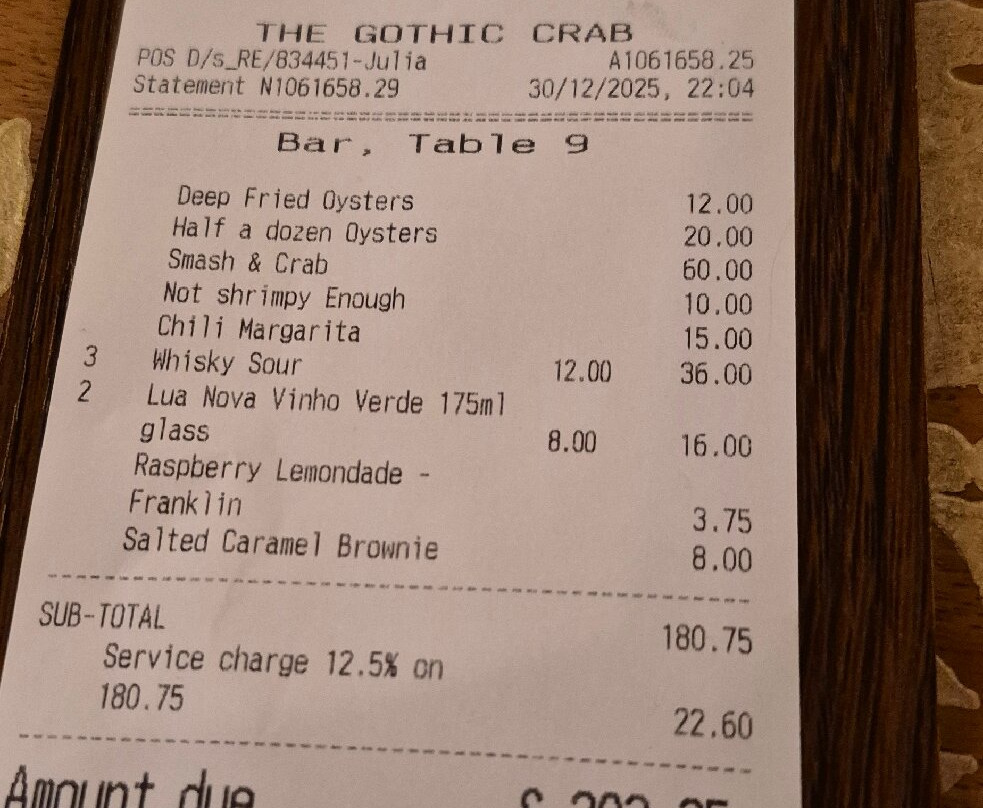 THE GOTHIC CRAB
POS D/s_RE/834451-Julia A1061658.25
Statement N1061658.29 30/12/2025, 22:04
Bar, Table 9
Deep Fried Oysters 12.00
Half a dozen Oysters 20.00
Smash & Crab 60.00
Not shrimpy Enough 10.00
Chili Margarita 15.00
3 Whisky Sour 12.00 36.00
2 Lua Nova Vinho Verde 175ml
glass 8.00 16.00
Raspberry Lemondade -
Franklin 3.75
Salted Caramel Brownie 8.00
SUB-TOTAL 180.75
Service charge 12.5% on
180.75 22.60
Amount due